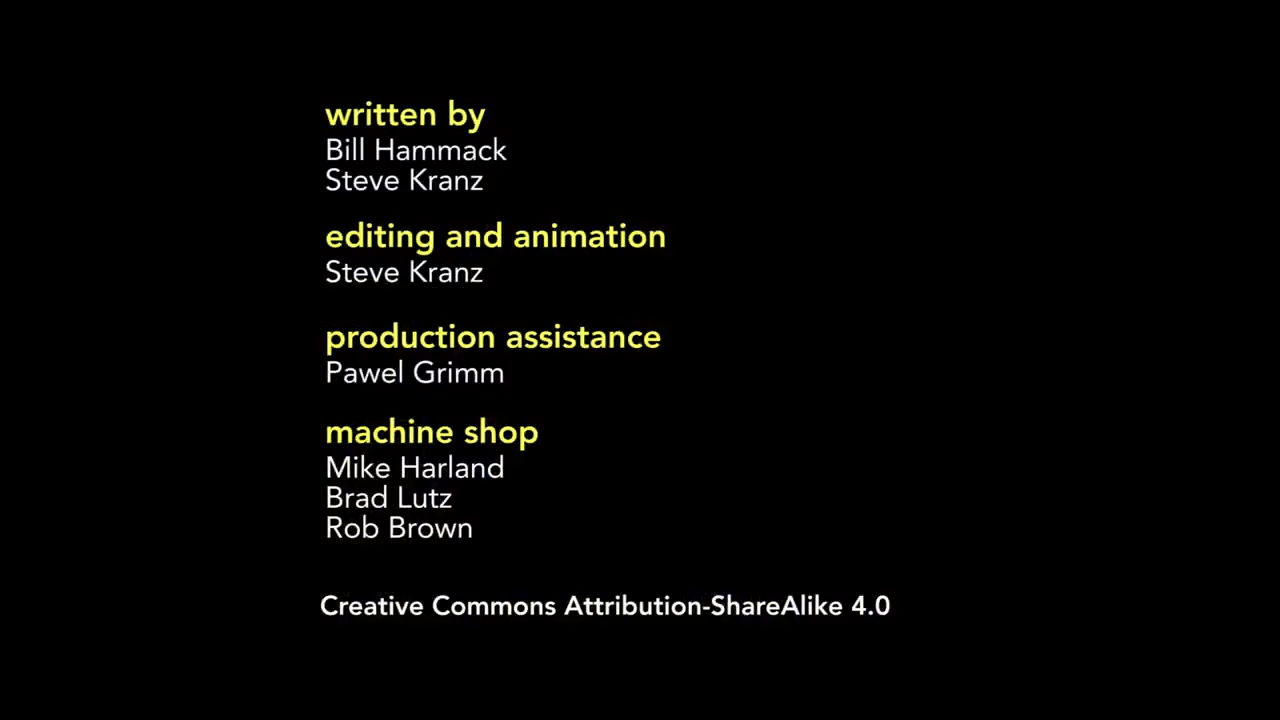 written by
Bill Hammack
Steve Kranz
editing and animation
Steve Kranz
production assistance
Pawel Grimm
machine shop
Mike Harland
Brad Lutz
Rob Brown
Creative Commons Attribution-ShareAlike 4.0